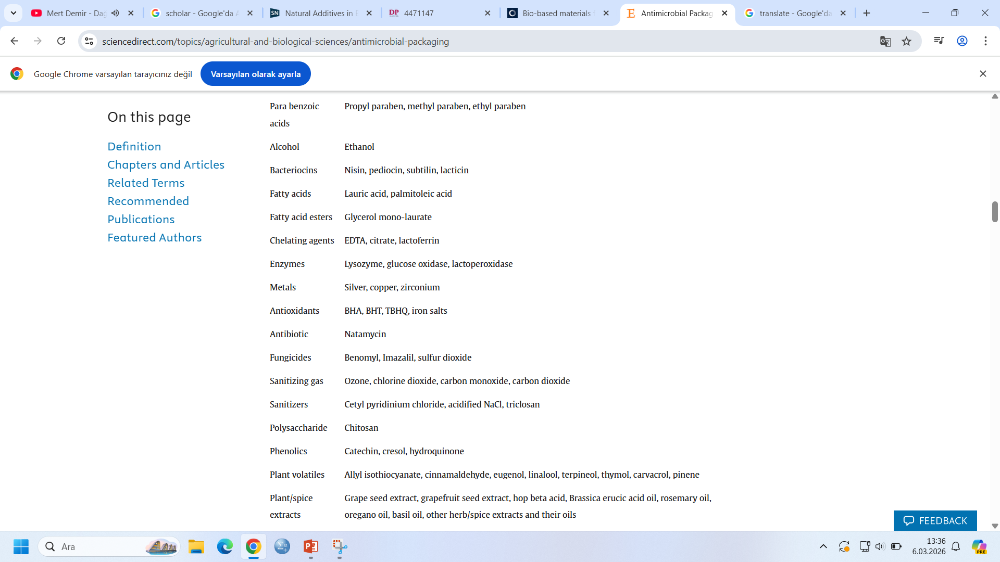 Mert Demir - Dağ
scholar - Google'da A
Natural Additives in
DP 4471147
Bio-based materials
Antimicrobial Packag
translate - Google'da
sciencedirect.com/topics/agricultural-and-biological-sciences/antimicrobial-packaging
Google Chrome varsayılan tarayıcınız değil
Varsayılan olarak ayarla
On this page
Definition
Chapters and Articles
Related Terms
Recommended
Publications
Featured Authors
Para benzoic Propyl paraben, methyl paraben, ethyl paraben
acids
Alcohol Ethanol
Bacteriocins Nisin, pediocin, subtilin, lacticin
Fatty acids Lauric acid, palmitoleic acid
Fatty acid esters Glycerol mono-laurate
Chelating agents EDTA, citrate, lactoferrin
Enzymes Lysozyme, glucose oxidase, lactoperoxidase
Metals Silver, copper, zirconium
Antioxidants BHA, BHT, TBHQ, iron salts
Antibiotic Natamycin
Fungicides Benomyl, Imazalil, sulfur dioxide
Sanitizing gas Ozone, chlorine dioxide, carbon monoxide, carbon dioxide
Sanitizers Cetyl pyridinium chloride, acidified NaCl, triclosan
Polysaccharide Chitosan
Phenolics Catechin, cresol, hydroquinone
Plant volatiles Allyl isothiocyanate, cinnamaldehyde, eugenol, linalool, terpineol, thymol, carvacrol, pinene
Plant/spice Grape seed extract, grapefruit seed extract, hop beta acid, Brassica erucic acid oil, rosemary oil,
extracts oregano oil, basil oil, other herb/spice extracts and their oils
FEEDBACK
Ara
13:36
6.03.2026
PRE